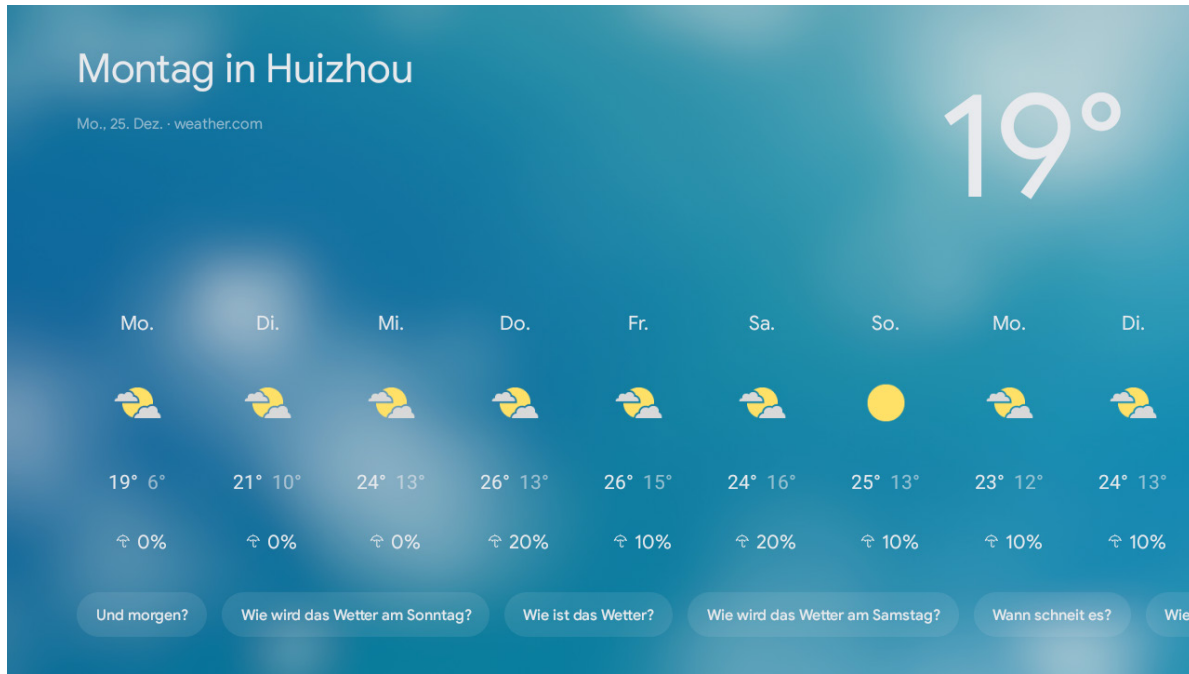 Montag in Huizhou
Mo., 25. Dez. · weather.com
19°
Mo. Di. Mi. Do. Fr. Sa. So. Mo. Di.
19° 6° 21° 10° 24° 13° 26° 13° 26° 15° 24° 16° 25° 13° 23° 12° 24° 13°
0% 0% 0% 20% 10% 20% 10% 10% 10%
Und morgen? Wie wird das Wetter am Sonntag? Wie ist das Wetter? Wie wird das Wetter am Samstag? Wann schneit es? Wie